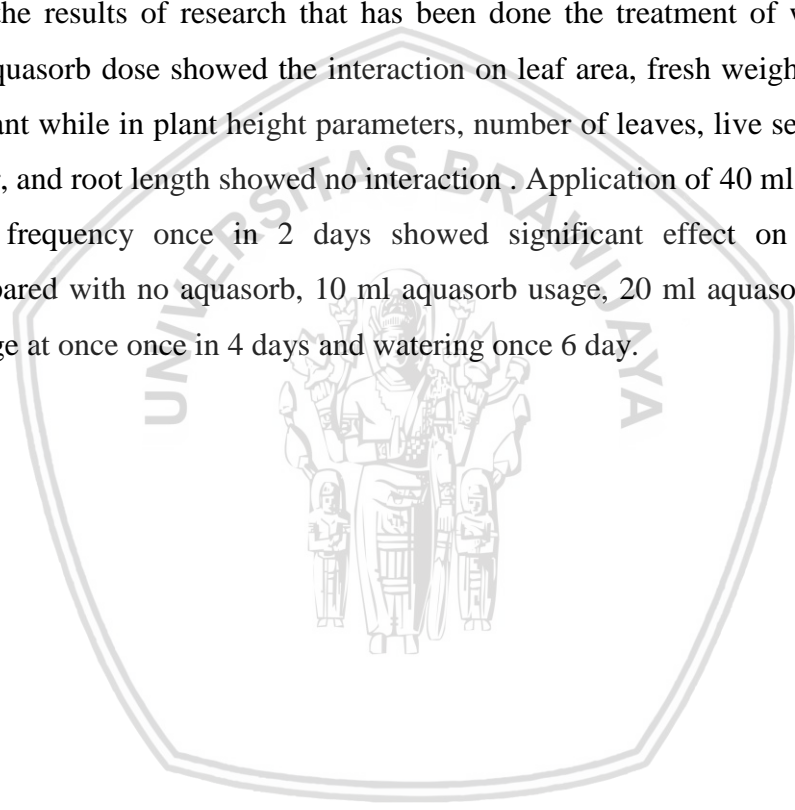 the results of research that has been done the treatment of
quasorb dose showed the interaction on leaf area, fresh weigh
ant while in plant height parameters, number of leaves, live se
, and root length showed no interaction . Application of 40 ml
frequency once in 2 days showed significant effect on
pared with no aquasorb, 10 ml aquasorb usage, 20 ml aquaso
ge at once once in 4 days and watering once 6 day.
UNIVERSITAS BRAWIJAYA